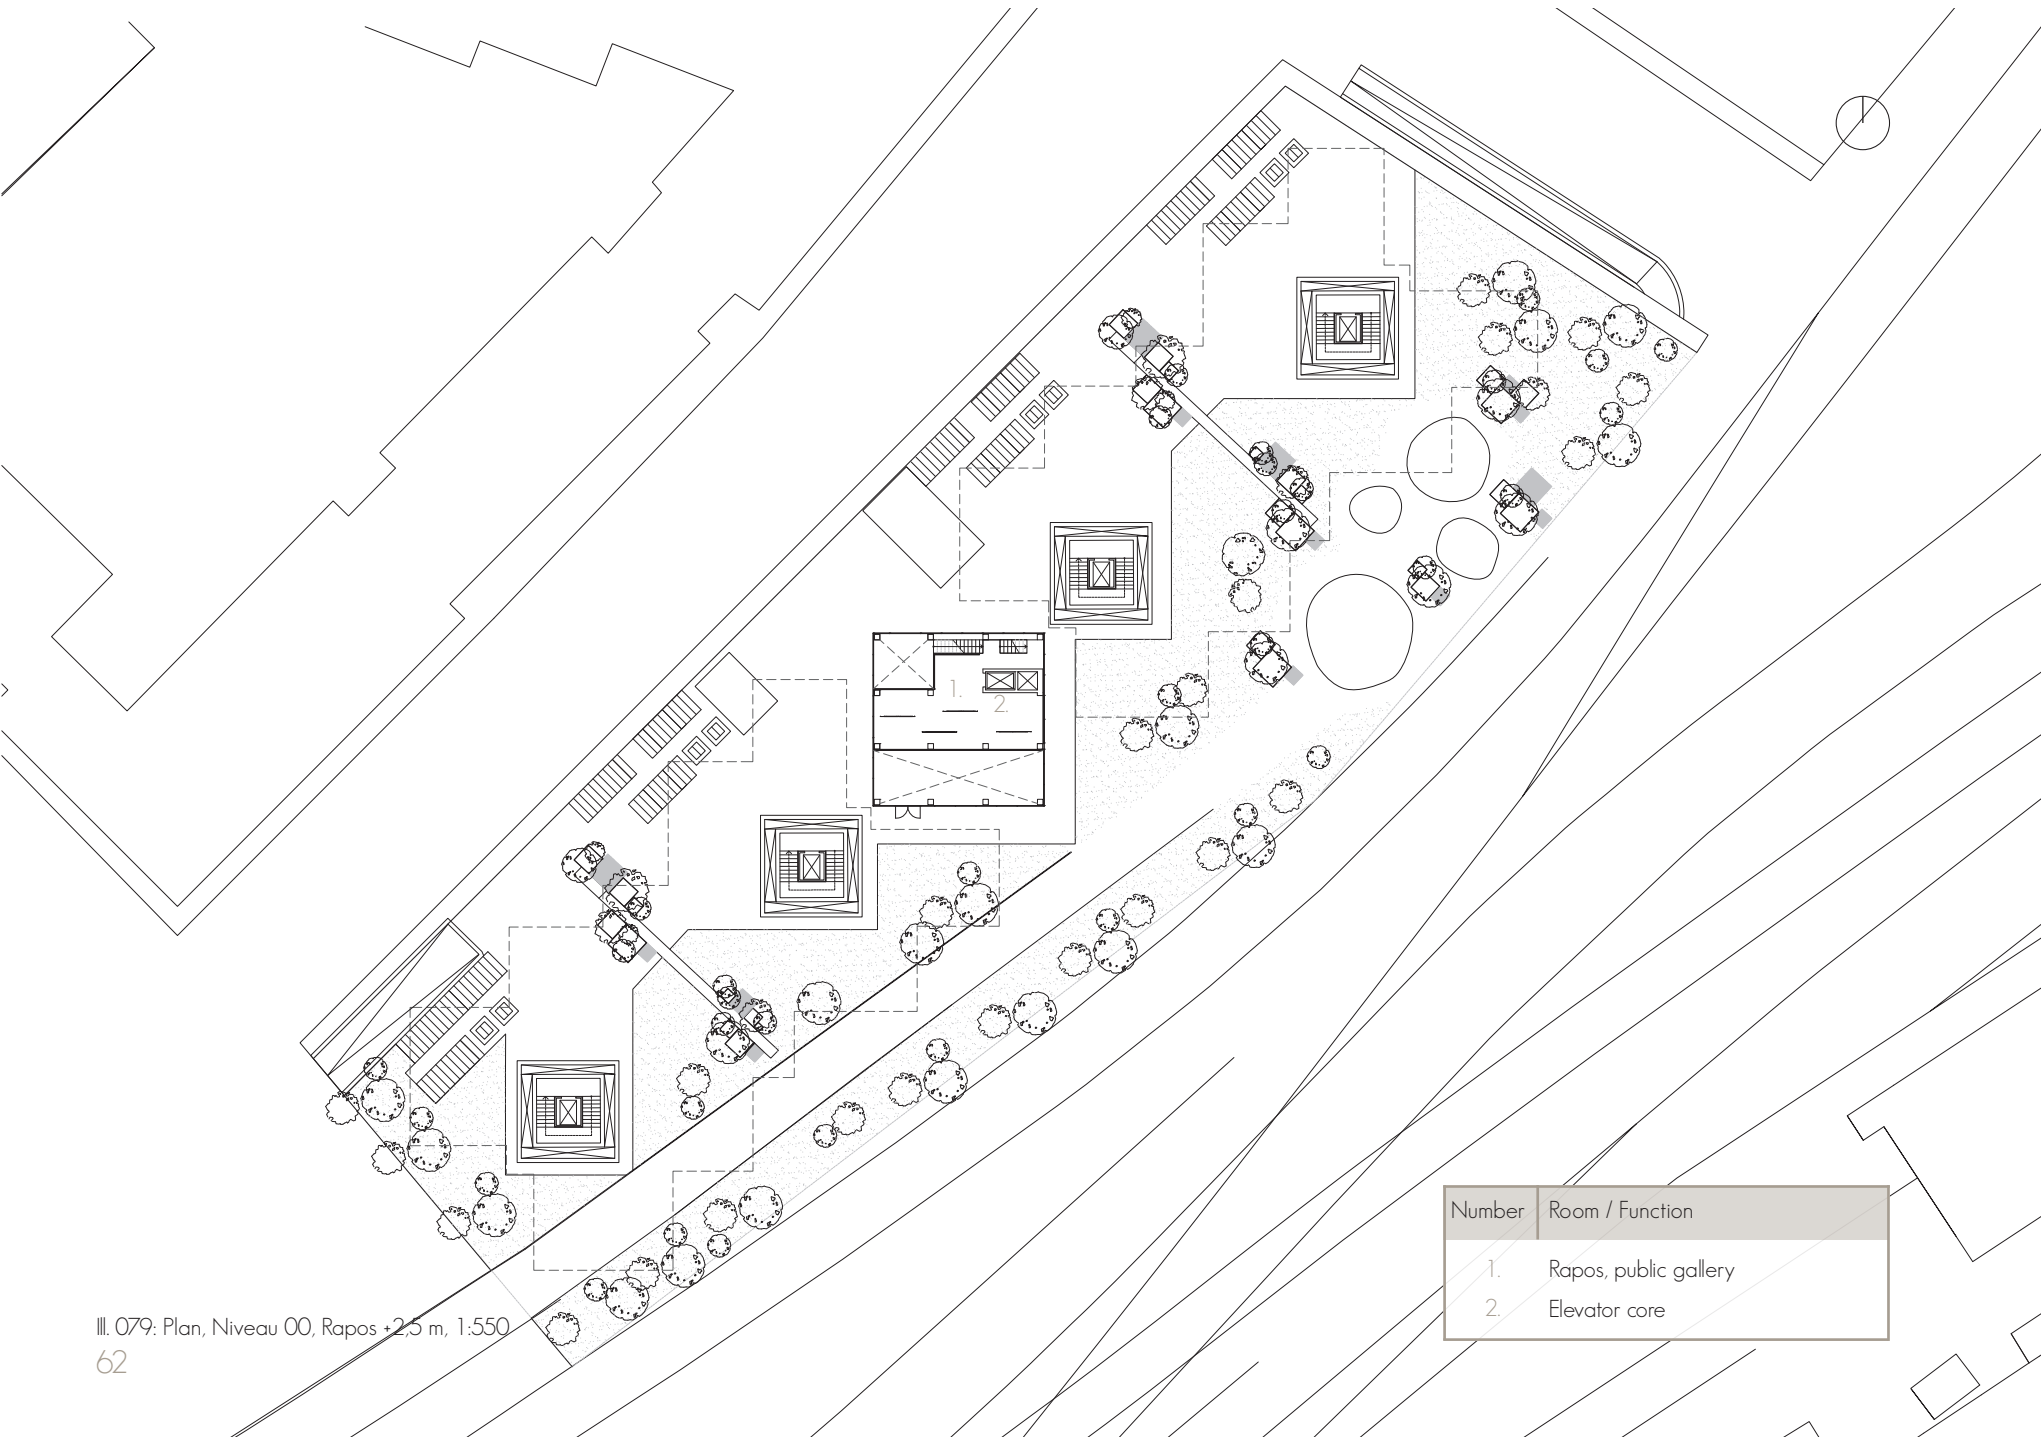 1.
2.
Number Room / Function
1. Rapos, public gallery
2. Elevator core
Ill. 079: Plan, Niveau 00, Rapos +2,5 m, 1:550
62